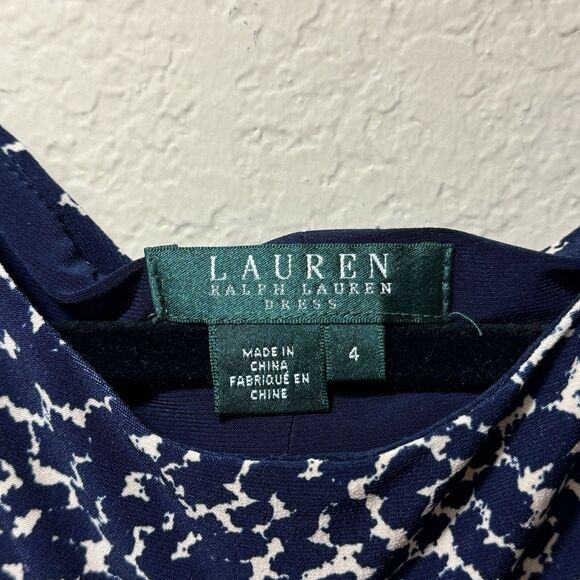 LAUREN
RALPH LAUREN
DRESS
MADE IN
CHINA
FABRIQUÉ EN
CHINE
4